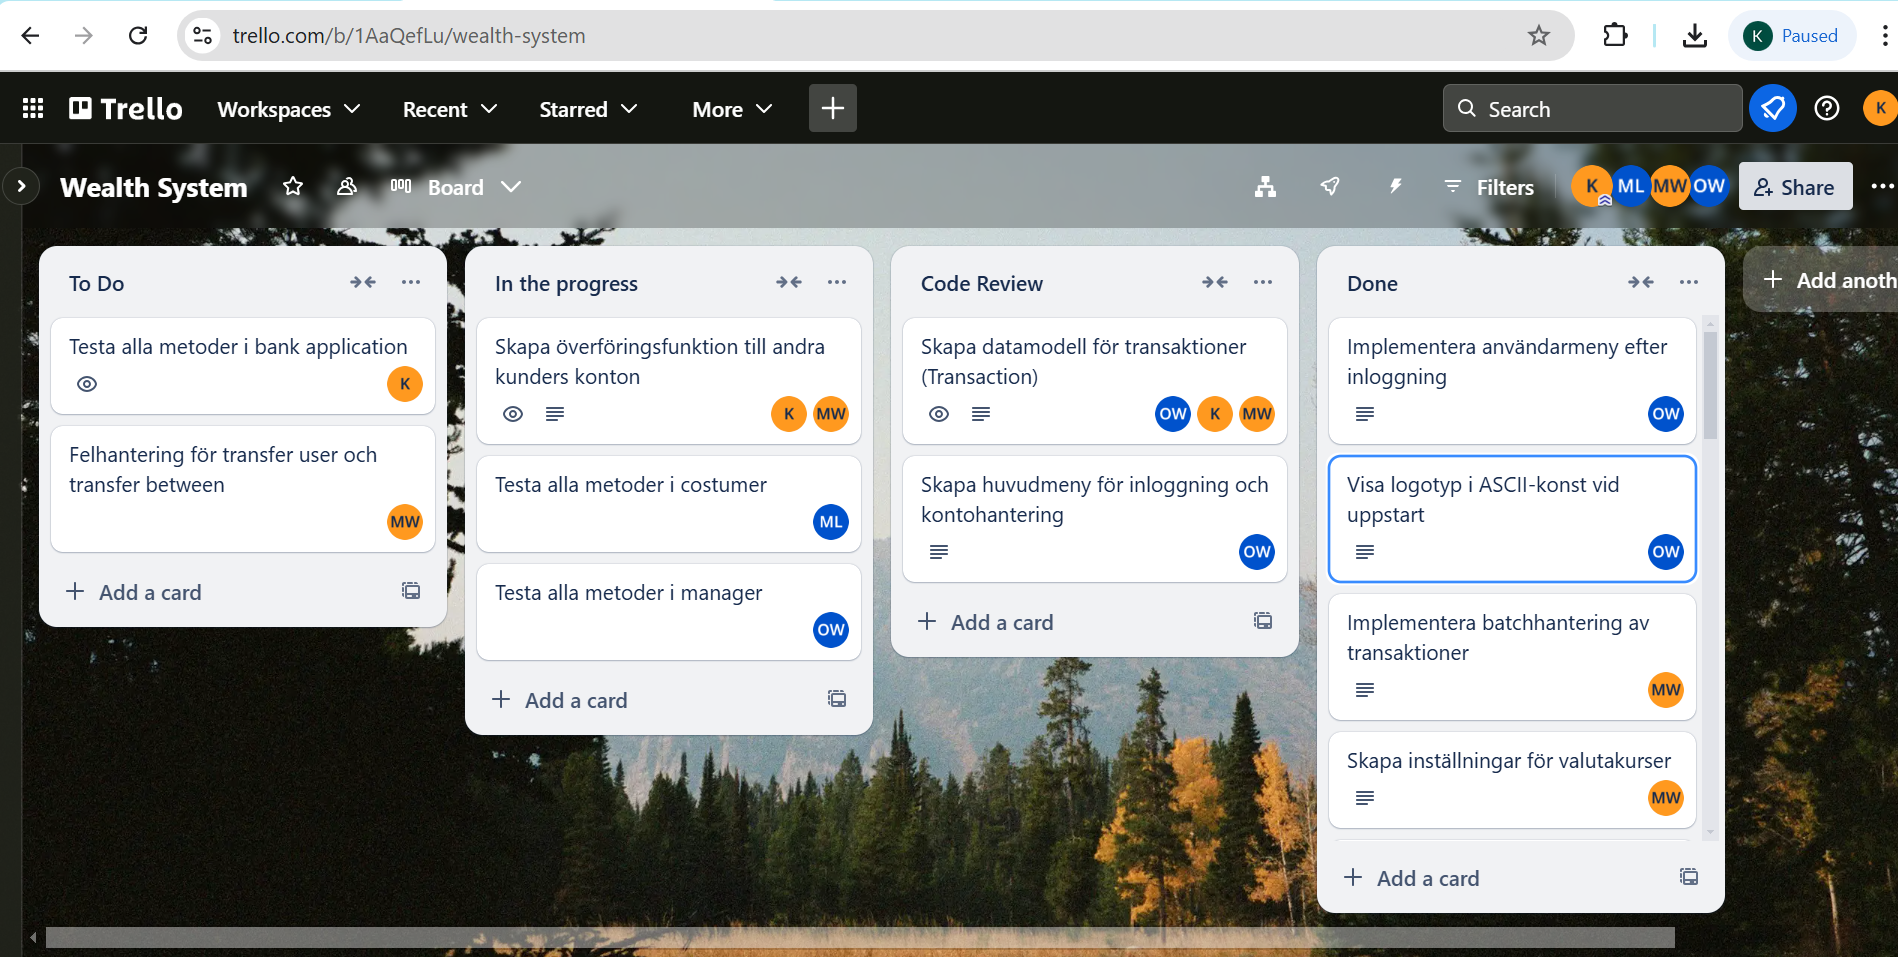 trello.com/b/1AaQefLu/wealth-system
K
Paused
Trello
Workspaces
Recent
Starred
More
Search
K
Wealth System
Board
Filters
K
ML
MW
OW
Share
To Do
Testa alla metoder i bank application
K
Felhantering för transfer user och
transfer between
MW
Add a card
In the progress
Skapa överföringsfunktion till andra
kunders konton
K
MW
Testa alla metoder i costumer
ML
Testa alla metoder i manager
OW
Add a card
Code Review
Skapa datamodell för transaktioner
(Transaction)
OW
K
MW
Skapa huvudmeny för inloggning och
kontohantering
OW
Add a card
Done
Implementera användarmeny efter
inloggning
OW
Visa logotyp i ASCII-konst vid
uppstart
OW
Implementera batchhantering av
transaktioner
MW
Skapa inställningar för valutakurser
MW
Add a card
Add anoth